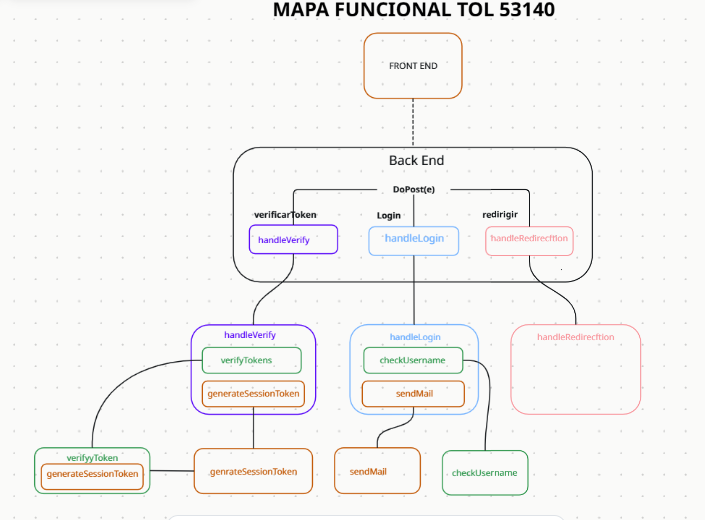 MAPA FUNCIONAL TOL 53140
FRONT END
Back End
DoPost(e)
verificarToken
Login
redirigir
handleVerify
handleLogin
handleRedirecftion
handleVerify
handleLogin
handleRedirecftion
verifyTokens
checkUsername
generateSessionToken
sendMail
verifyyToken
generateSessionToken
genrateSessionToken
sendMail
checkUsername